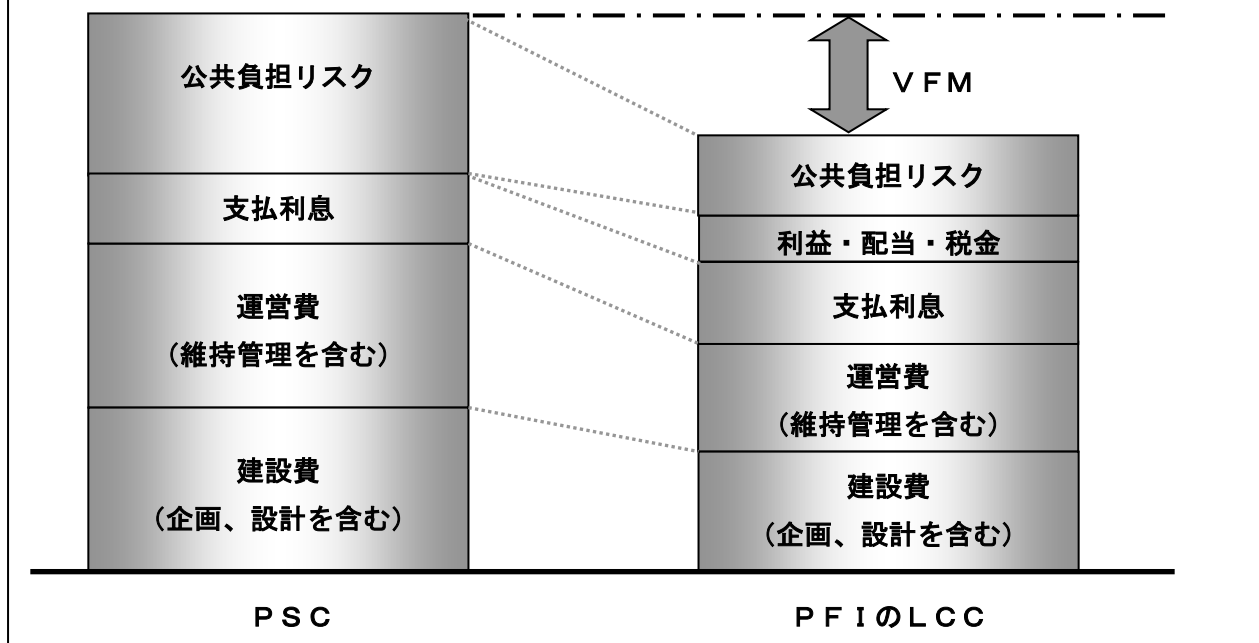 公共負担リスク
支払利息
運営費
（維持管理を含む）
建設費
（企画、設計を含む）
ＰＳＣ
ＶＦＭ
公共負担リスク
利益・配当・税金
支払利息
運営費
（維持管理を含む）
建設費
（企画、設計を含む）
ＰＦＩのＬＣＣ